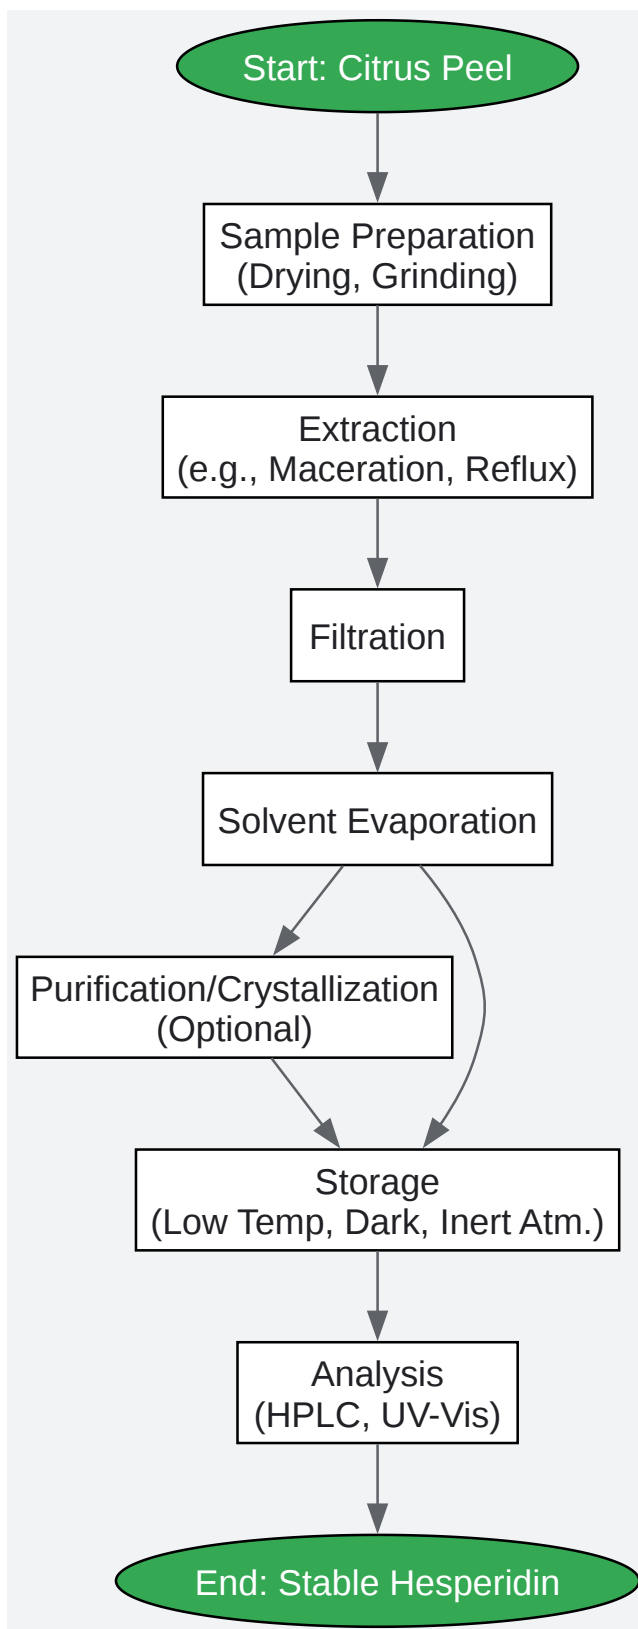 Start: Citrus Peel
Sample Preparation
(Drying, Grinding)
Extraction
(e.g., Maceration, Reflux)
Filtration
Solvent Evaporation
Purification/Crystallization
(Optional)
Storage
(Low Temp, Dark, Inert Atm.)
Analysis
(HPLC, UV-Vis)
End: Stable Hesperidin